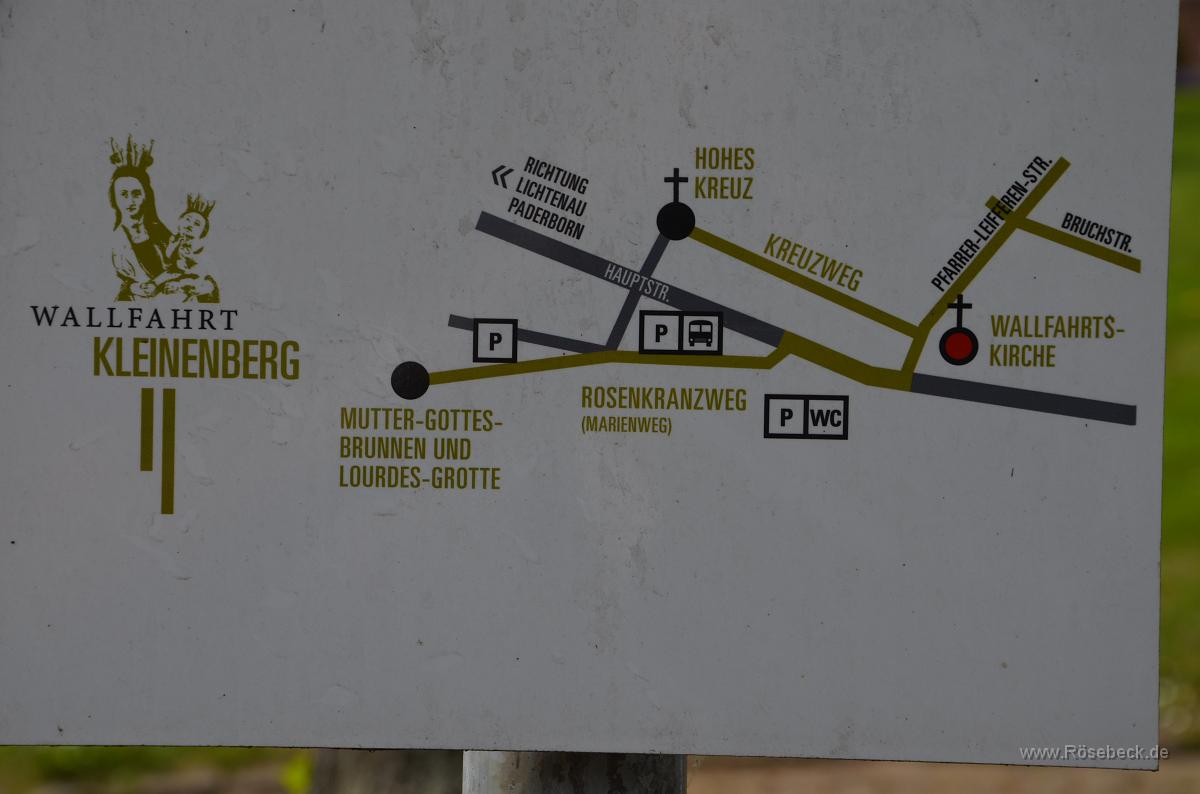 WALLFAHRT
KLEINENBERG
RICHTUNG
LICHTENAU
PADERBORN
HOHES
KREUZ
HAUPTSTR.
KREUZWEG
PFARRER-LEIFFEREN-STR.
BRUCHSTR.
WALLFAHRTS-
KIRCHE
P
P
ROSENKRANZWEG
(MARIENWEG)
P WC
MUTTER-GOTTES-
BRUNNEN UND
LOURDES-GROTTE
www.Rösebeck.de